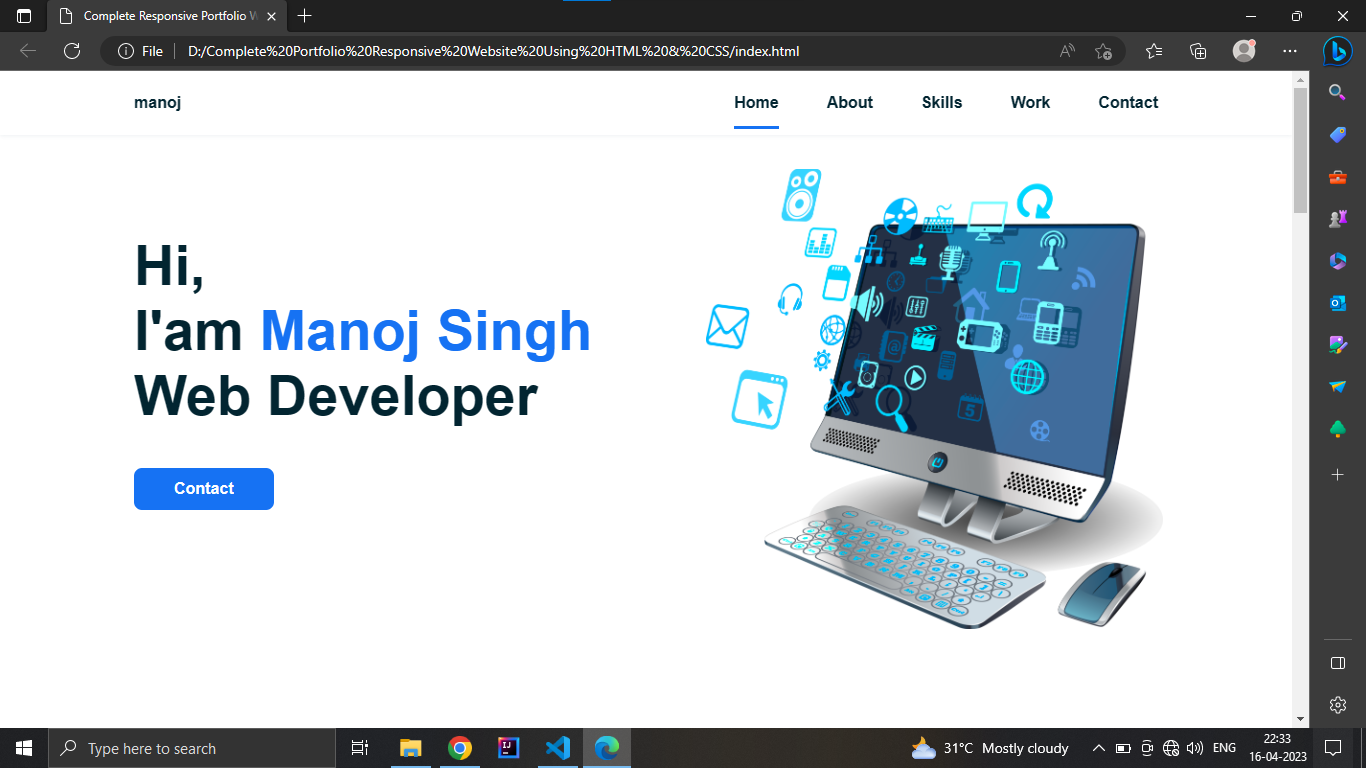 Complete Responsive Portfolio W
File
D:/Complete%20Portfolio%20Responsive%20Website%20Using%20HTML%20&%20CSS/index.html
manoj
Home
About
Skills
Work
Contact
Hi,
I'am Manoj Singh
Web Developer
Contact
5
Type here to search
31°C Mostly cloudy
ENG
22:33
16-04-2023